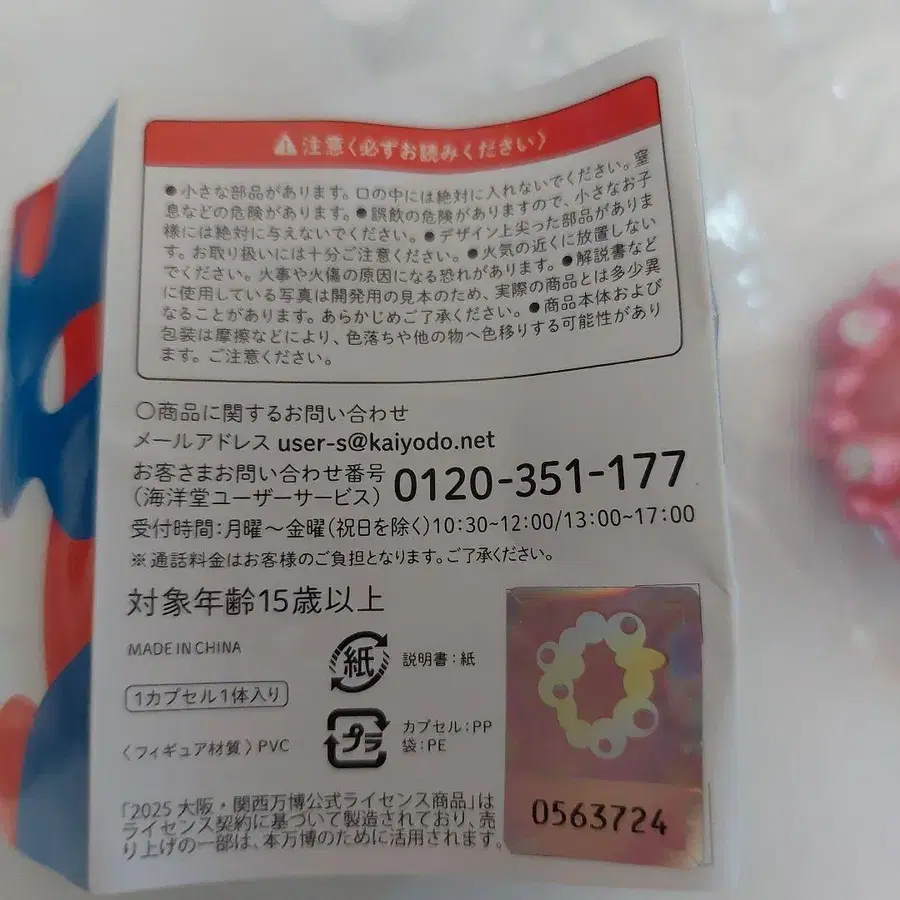 注意〈必ずお読みください〉
●小さな部品があります。口の中には絶対に入れないでください。窒
息などの危険があります。●誤飲の危険がありますので、小さなお子
様には絶対に与えないでください。●デザイン上尖った部品がありま
す。お取り扱いには十分ご注意ください。●火気の近くに放置しない
でください。火事や火傷の原因になる恐れがあります。●解説書など
に使用している写真は開発用の見本のため、実際の商品とは多少異
なることがあります。あらかじめご了承ください。●商品本体および
包装は摩擦などにより、色落ちや他の物へ色移りする可能性があり
ます。ご注意ください。
〇商品に関するお問い合わせ
メールアドレス user-s@kaiyodo.net
お客さまお問い合わせ番号
(海洋堂ユーザーサービス) 0120-351-177
受付時間:月曜～金曜(祝日を除く)10:30~12:00/13:00~17:00
※通話料金はお客様のご負担となります。ご了承ください。
対象年齢15歳以上
MADE IN CHINA
紙 説明書:紙
1カプセル1体入り
プラ カプセル:PP
袋:PE
〈フィギュア材質〉PVC
「2025 大阪・関西万博公式ライセンス商品」は
ライセンス契約に基づいて製造されており、売
り上げの一部は、本万博のために活用されます。
0563724